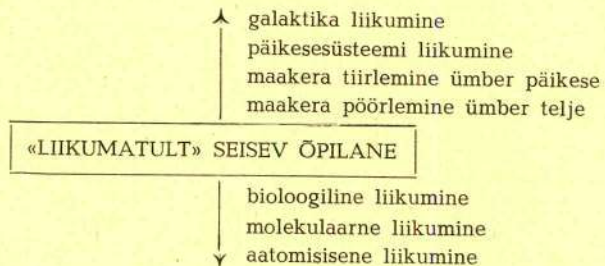 galaktika liikumine
päikesesüsteemi liikumine
maakera tiirlemine ümber päikese
maakera pöörlemine ümber telje
«LIIKUMATULT» SEISEV ÕPILANE
bioloogiline liikumine
molekulaarne liikumine
aatomisisene liikumine